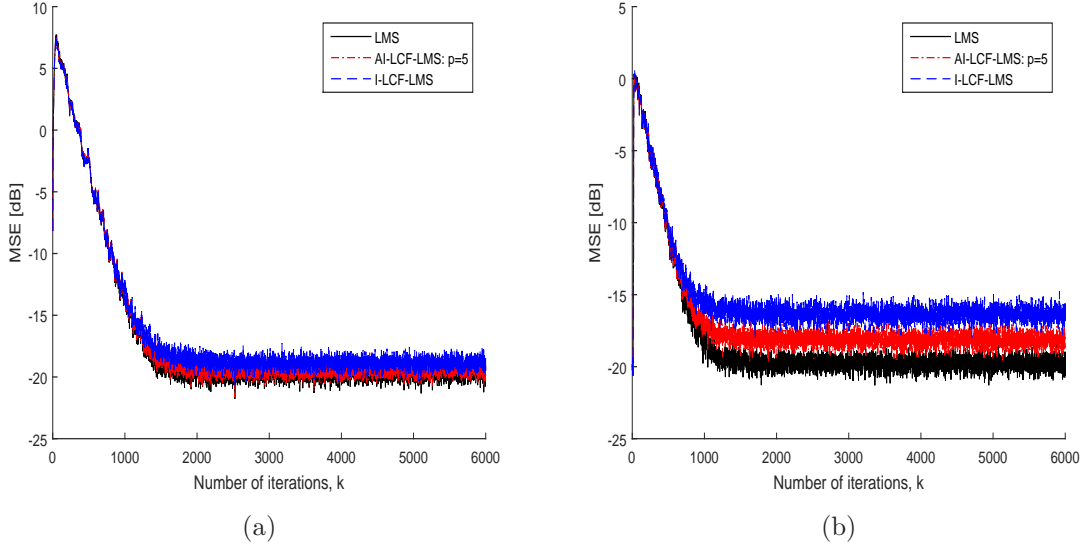 10
5
0
-5
-10
-15
-20
-25
MSE [dB]
LMS
AI-LCF-LMS: p=5
I-LCF-LMS
0
1000
2000
3000
4000
5000
6000
Number of iterations, k
(a)
5
0
-5
-10
-15
-20
-25
MSE [dB]
LMS
AI-LCF-LMS: p=5
I-LCF-LMS
0
1000
2000
3000
4000
5000
6000
Number of iterations, k
(b)